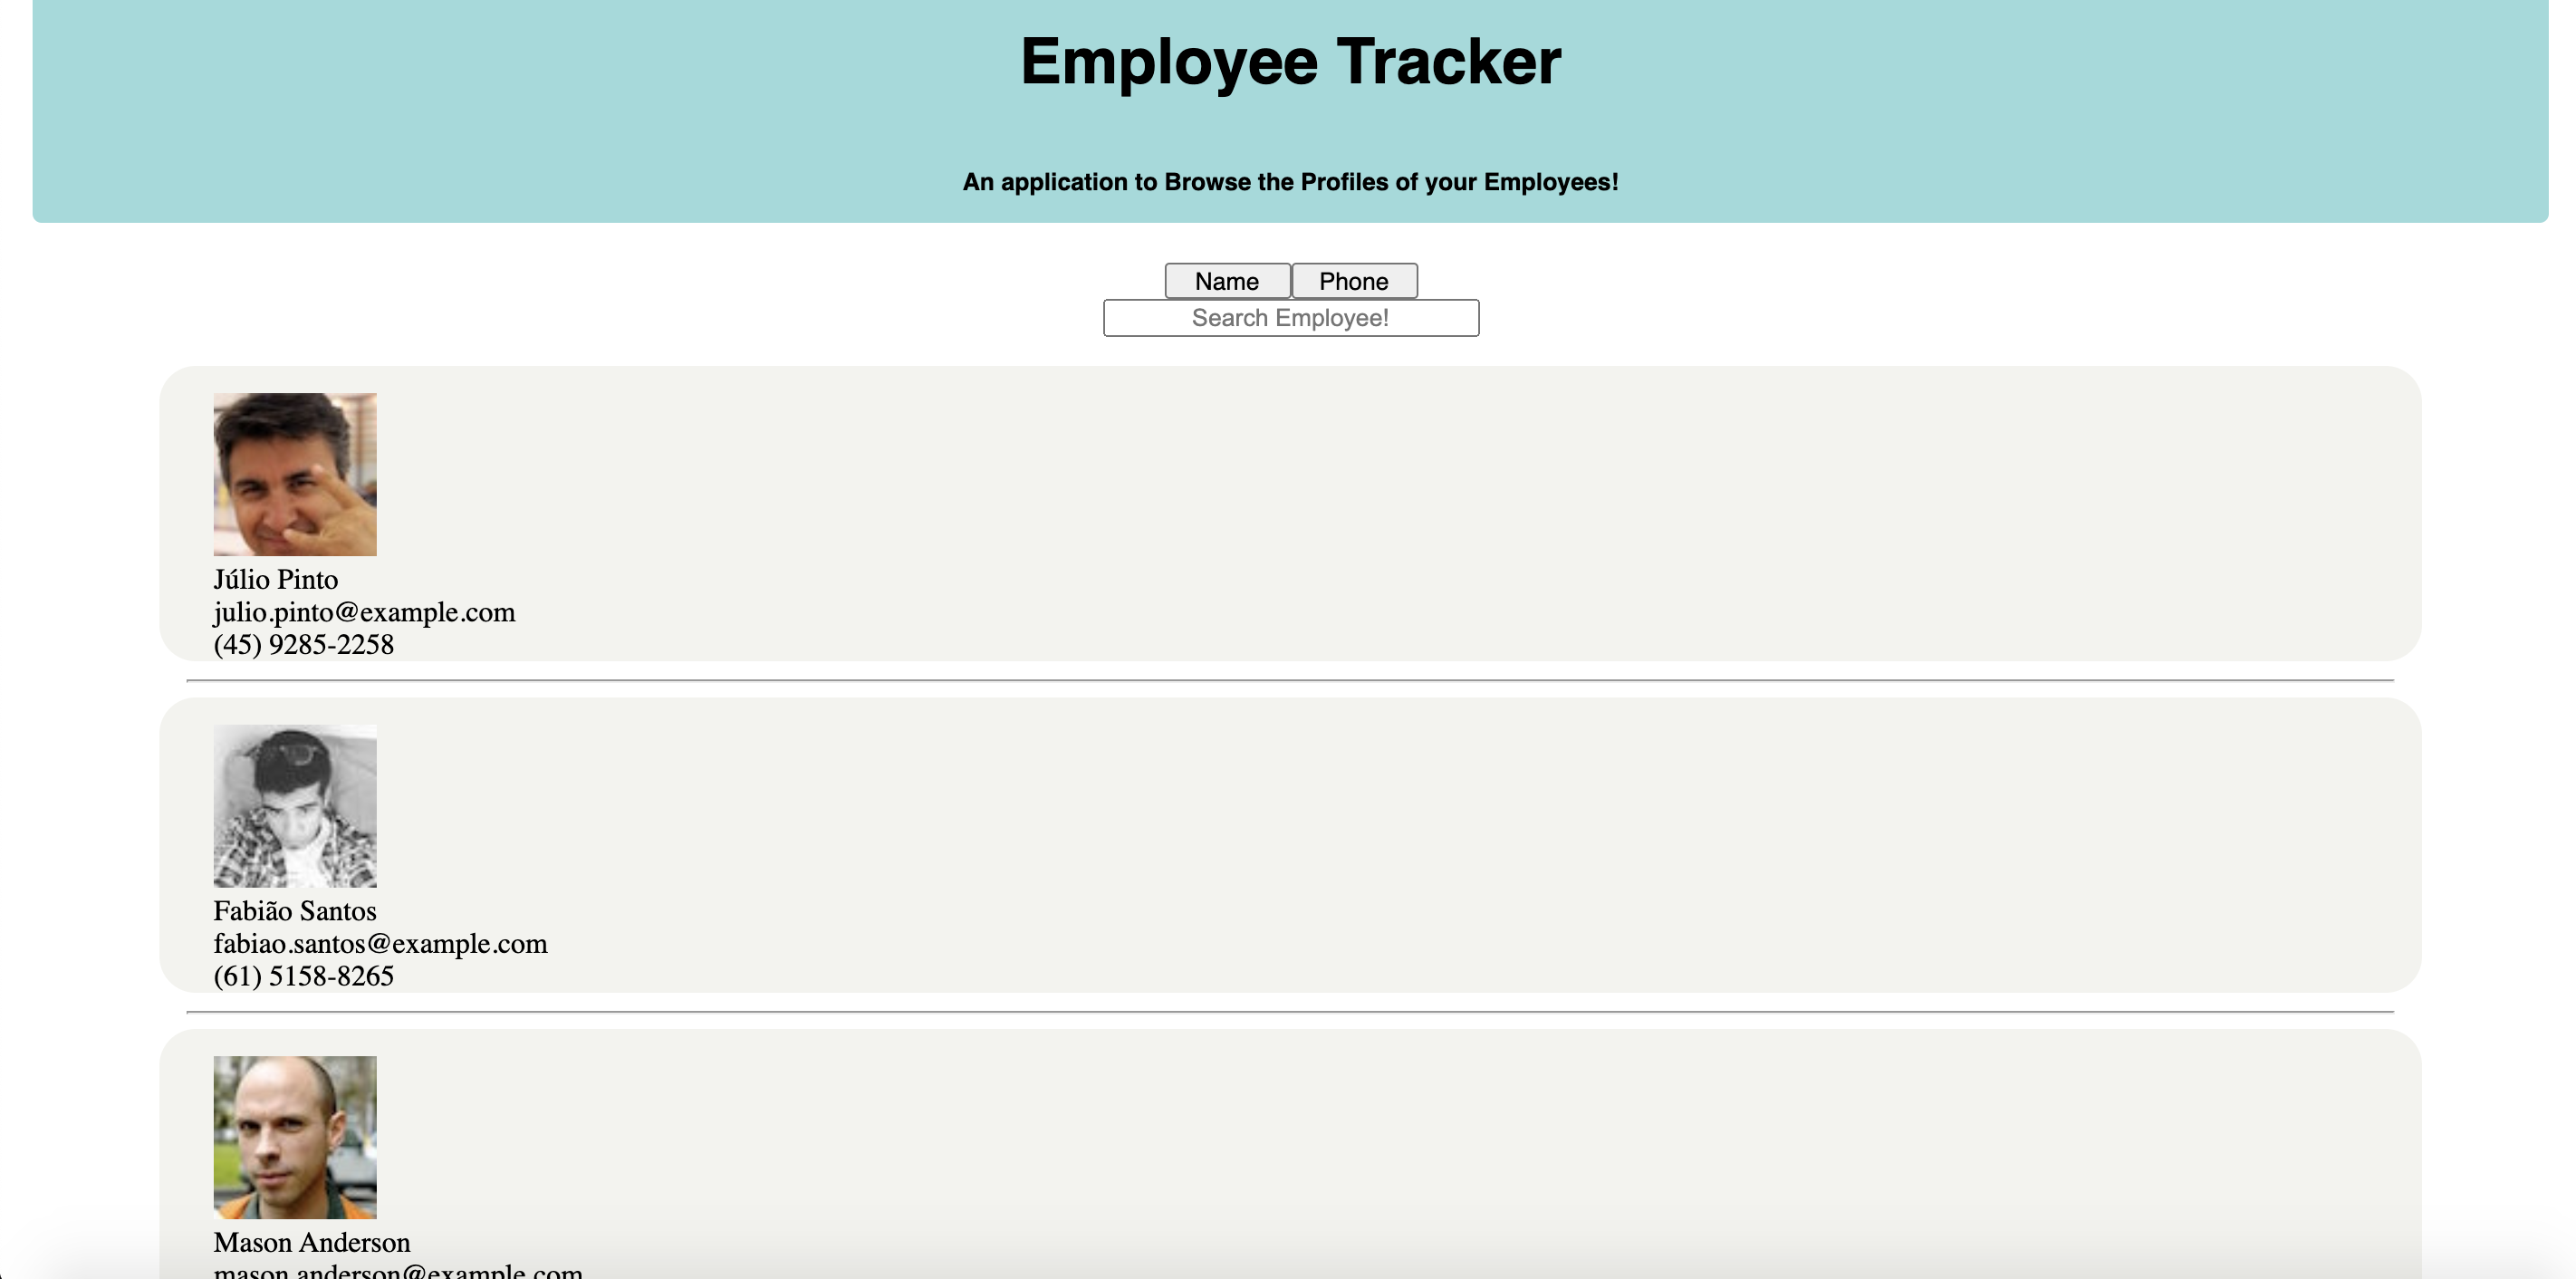 Employee Tracker
An application to Browse the Profiles of your Employees!
Name Phone
Search Employee!
Júlio Pinto
julio.pinto@example.com
(45) 9285-2258
Fabião Santos
fabiao.santos@example.com
(61) 5158-8265
Mason Anderson
mason.anderson@example.com